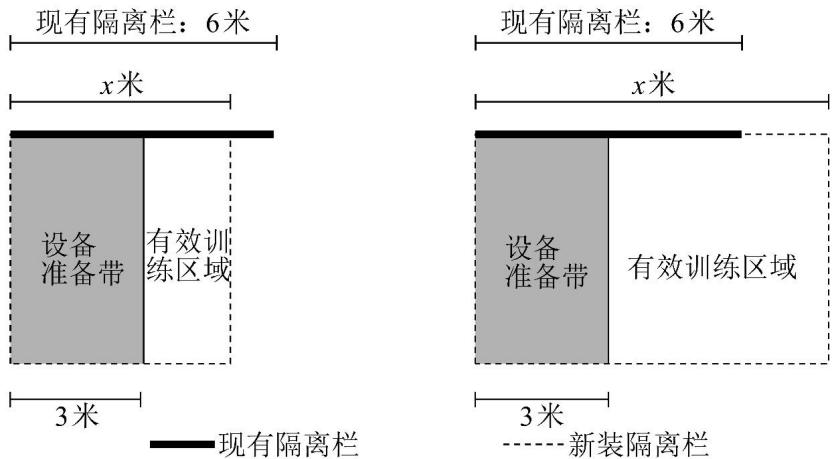 现有隔离栏：6米
x米
设备
准备带
有效训
练区域
3米
现有隔离栏：6米
x米
设备
准备带
有效训练区域
3米
现有隔离栏
新装隔离栏